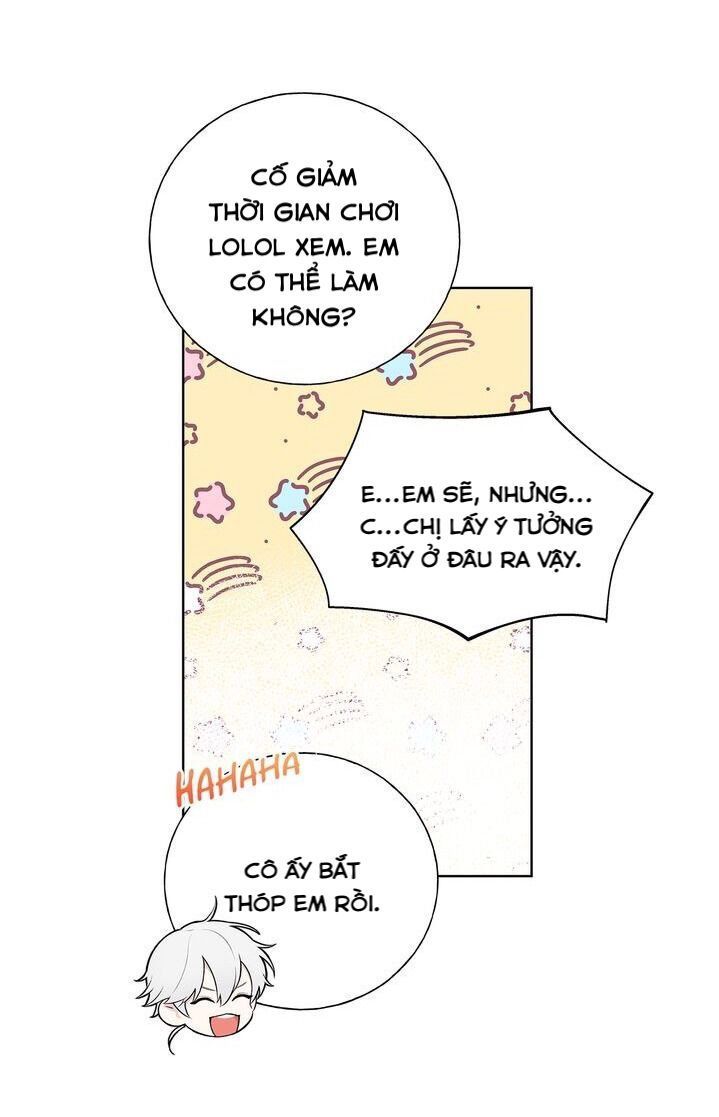 CỐ GIẢM
THỜI GIAN CHƠI
LOLOL XEM. EM
CÓ THỂ LÀM
KHÔNG?
E...EM SẼ, NHƯNG...
C...CHỊ LẤY Ý TƯỞNG
ĐẤY Ở ĐÂU RA VẬY.
HAHAHA
CÔ ẤY BẮT
THÓP EM RỒI.